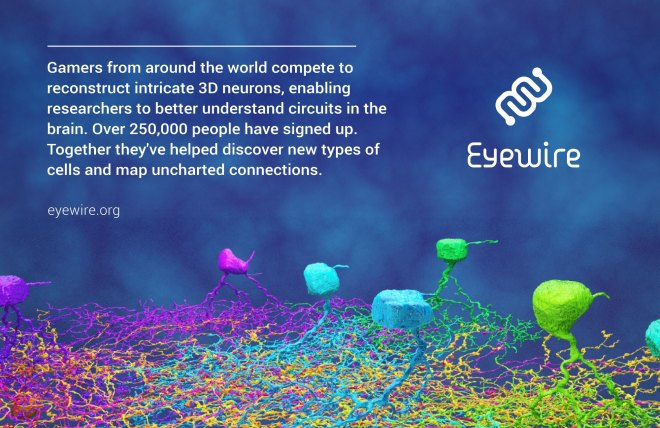 Gamers from around the world compete to
reconstruct intricate 3D neurons, enabling
researchers to better understand circuits in the
brain. Over 250,000 people have signed up.
Together they've helped discover new types of
cells and map uncharted connections.
eyewire.org
Eyewire